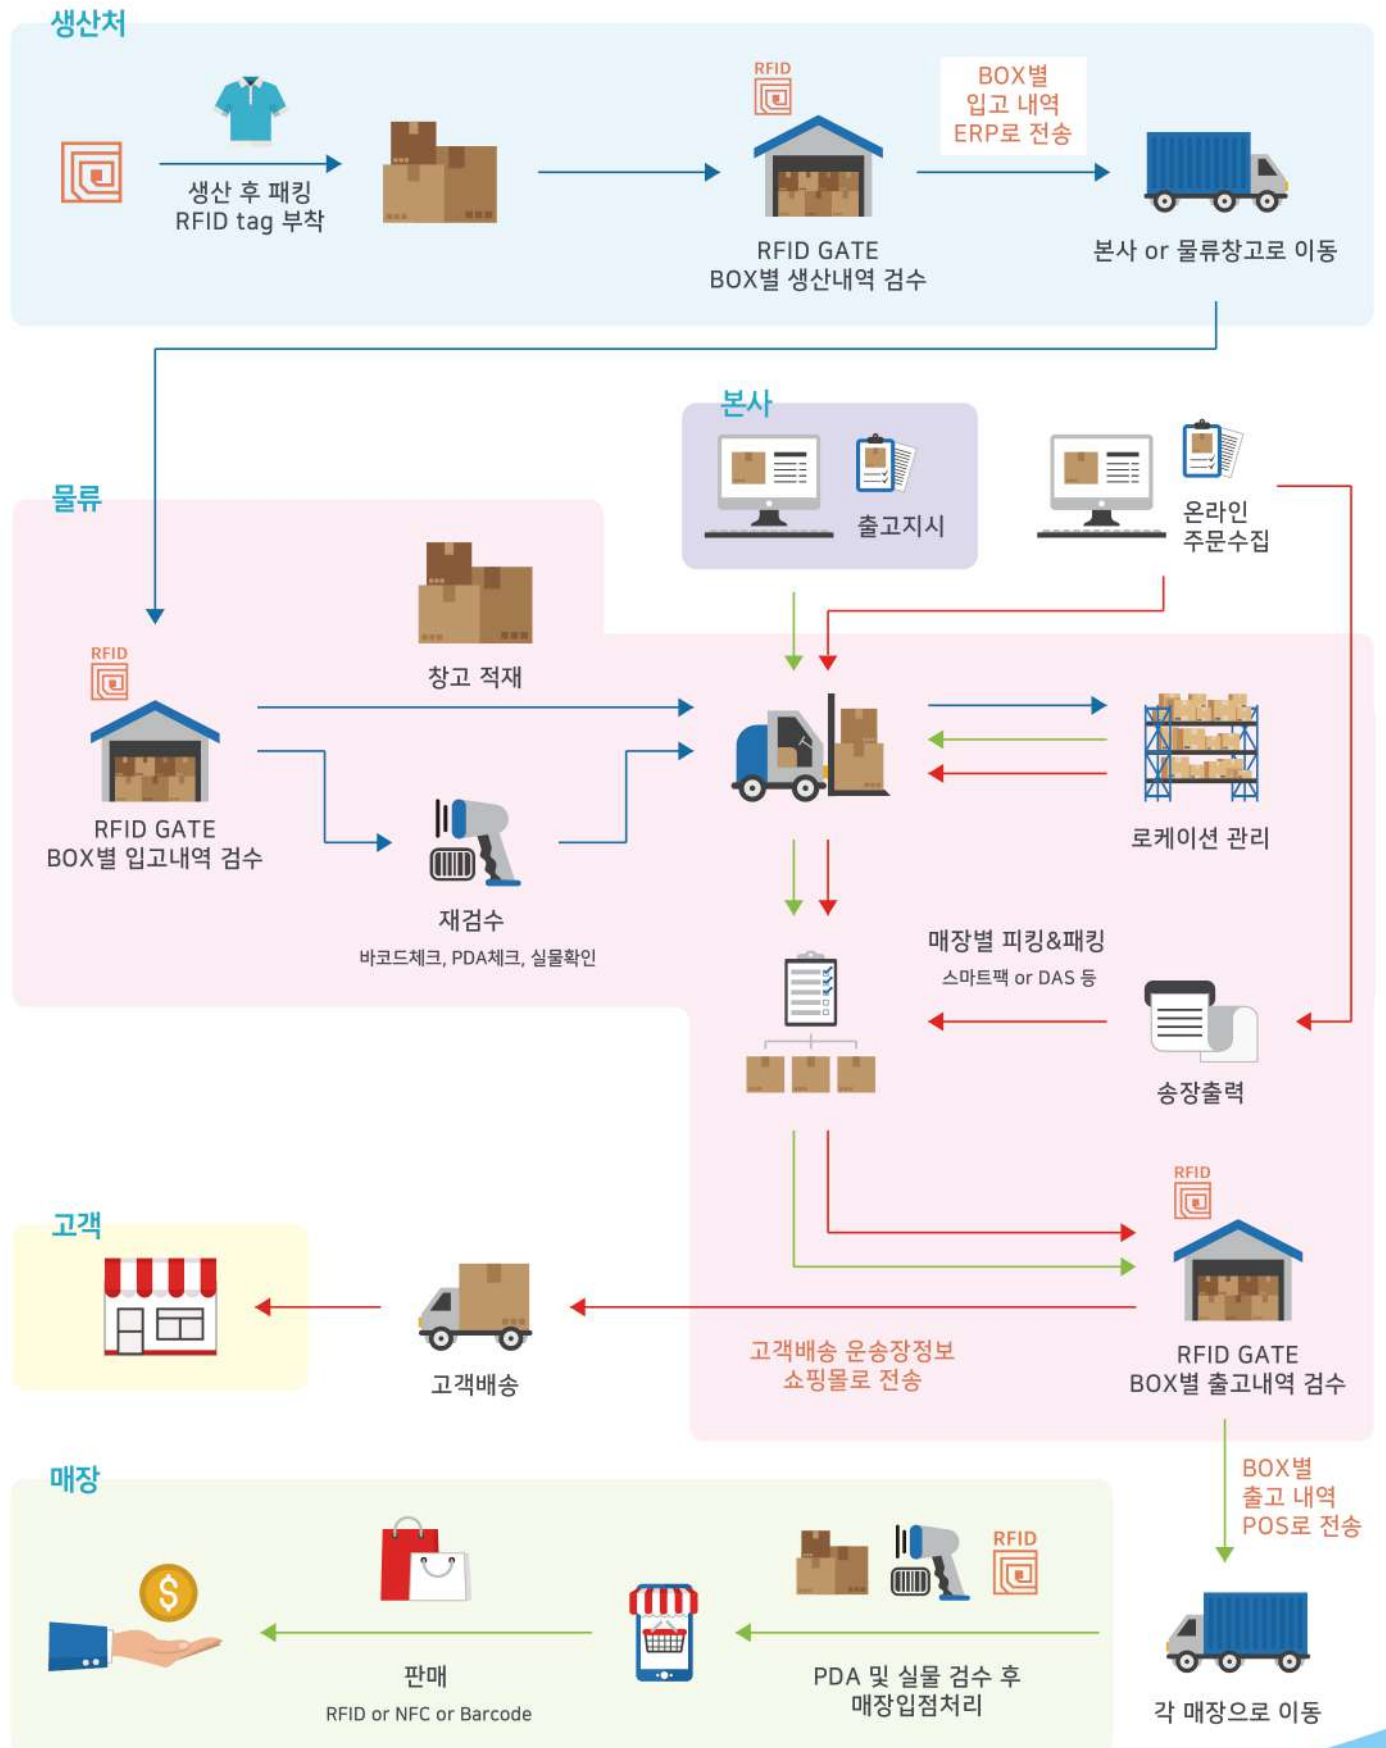 생산처
생산 후 패킹
RFID tag 부착
RFID
RFID GATE
BOX별 생산내역 검수
BOX별
입고 내역
ERP로 전송
본사 or 물류창고로 이동
본사
출고지시
온라인
주문수집
물류
창고 적재
RFID
RFID GATE
BOX별 입고내역 검수
재검수
바코드체크, PDA체크, 실물확인
로케이션 관리
매장별 피킹&패킹
스마트팩 or DAS 등
송장출력
RFID
RFID GATE
BOX별 출고내역 검수
고객배송 운송장정보
쇼핑몰로 전송
고객배송
고객
BOX별
출고 내역
POS로 전송
각 매장으로 이동
매장
RFID
PDA 및 실물 검수 후
매장입점처리
판매
RFID or NFC or Barcode
$